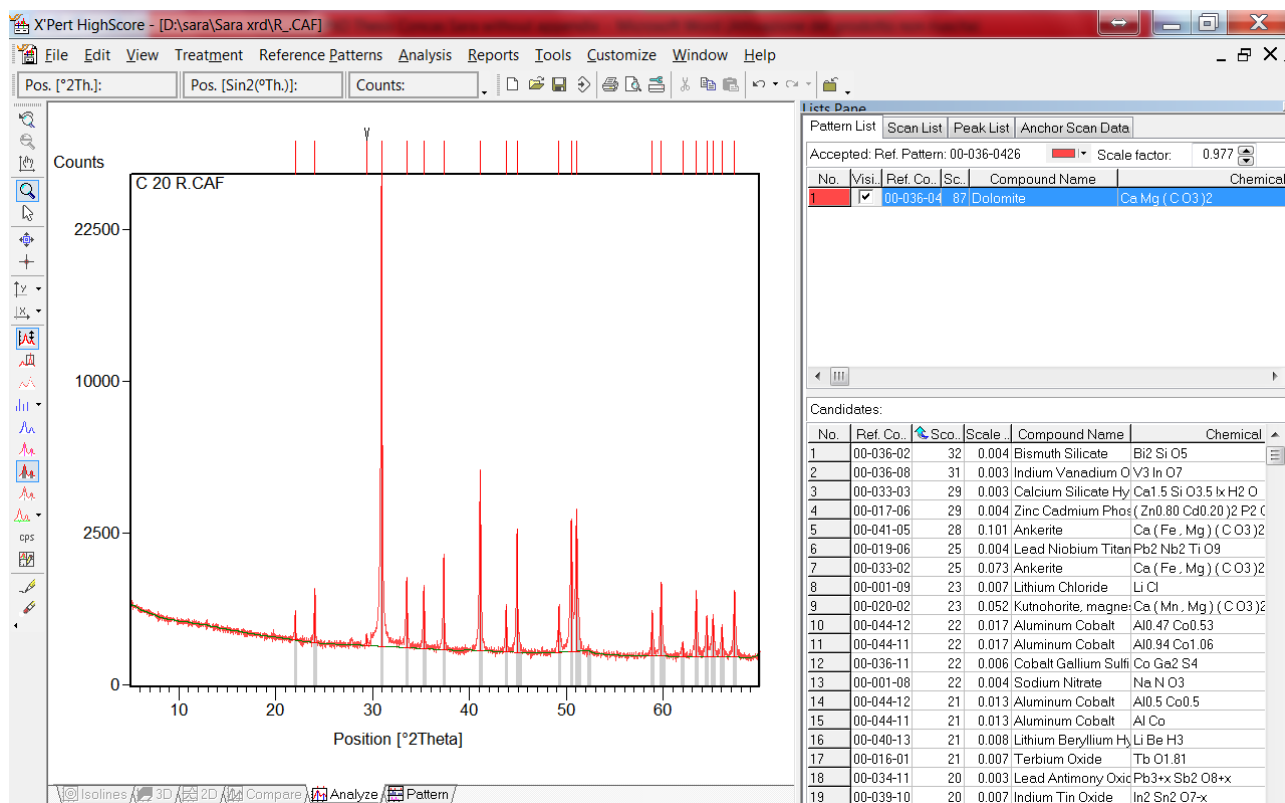 X'Pert HighScore - [D:\sara\Sara xrd\R_.CAF]
File Edit View Treatment Reference Patterns Analysis Reports Tools Customize Window Help
Pos. [°2Th.]: Pos. [Sin2(ºTh.)]: Counts:
Lists Pane
Pattern List Scan List Peak List Anchor Scan Data
Accepted: Ref. Pattern: 00-036-0426 Scale factor: 0.977
No. Visi.. Ref. Co.. Sc.. Compound Name Chemical
1 00-036-04 87 Dolomite Ca Mg ( C O3 )2
Counts
C 20 R.CAF
22500
10000
2500
0
10 20 30 40 50 60
Position [°2Theta]
cps
Candidates:
No. Ref. Co.. Sco.. Scale .. Compound Name Chemical
1 00-036-02 32 0.004 Bismuth Silicate Bi2 Si O5
2 00-036-08 31 0.003 Indium Vanadium O V3 In O7
3 00-033-03 29 0.003 Calcium Silicate Hy Ca1.5 Si O3.5 !x H2 O
4 00-017-06 29 0.004 Zinc Cadmium Phos ( Zn0.80 Cd0.20 )2 P2 (
5 00-041-05 28 0.101 Ankerite Ca ( Fe , Mg ) ( C O3 )2
6 00-019-06 25 0.004 Lead Niobium Titan Pb2 Nb2 Ti O9
7 00-033-02 25 0.073 Ankerite Ca ( Fe , Mg ) ( C O3 )2
8 00-001-09 23 0.007 Lithium Chloride Li Cl
9 00-020-02 23 0.052 Kutnohorite, magne: Ca ( Mn , Mg ) ( C O3 )2
10 00-044-12 22 0.017 Aluminum Cobalt Al0.47 Co0.53
11 00-044-11 22 0.017 Aluminum Cobalt Al0.94 Co1.06
12 00-036-11 22 0.006 Cobalt Gallium Sulfi Co Ga2 S4
13 00-001-08 22 0.004 Sodium Nitrate Na N O3
14 00-044-12 21 0.013 Aluminum Cobalt Al0.5 Co0.5
15 00-044-11 21 0.013 Aluminum Cobalt Al Co
16 00-040-13 21 0.008 Lithium Beryllium Hy Li Be H3
17 00-016-01 21 0.007 Terbium Oxide Tb O1.81
18 00-034-11 20 0.003 Lead Antimony Oxic Pb3+x Sb2 O8+x
19 00-039-10 20 0.007 Indium Tin Oxide In2 Sn2 O7-x
Isolines 3D 2D Compare Analyze Pattern